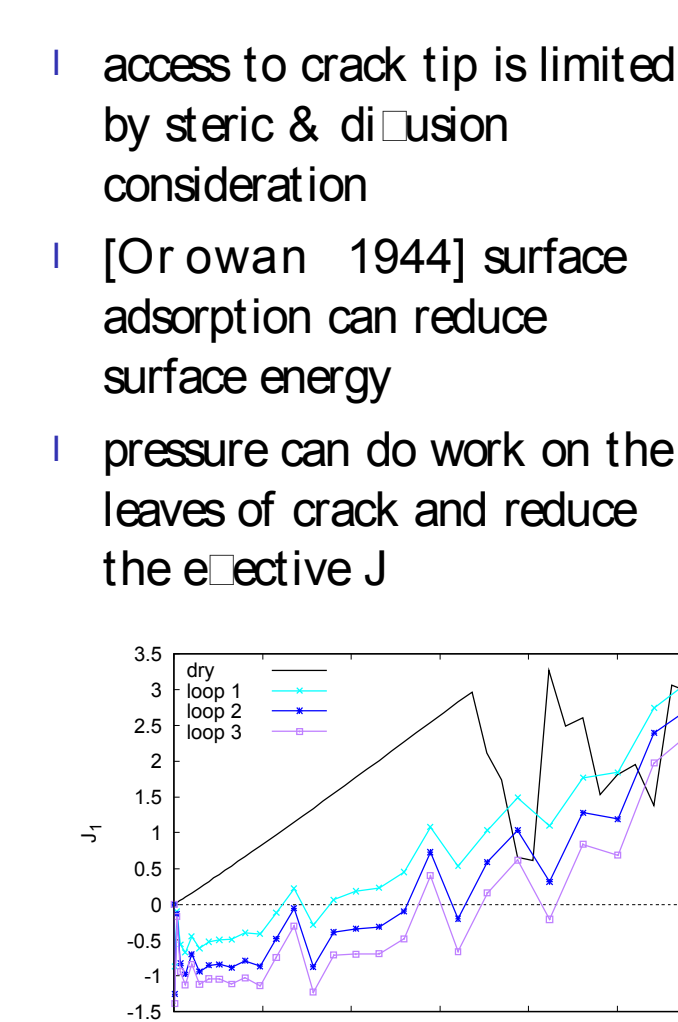 l access to crack tip is limited
by steric & di□usion
consideration
l [Orowan 1944] surface
adsorption can reduce
surface energy
l pressure can do work on the
leaves of crack and reduce
the e□ective J
3.5
dry
3
loop 1
2.5
loop 2
loop 3
2
1.5
1
0.5
0
-0.5
-1
-1.5
J1